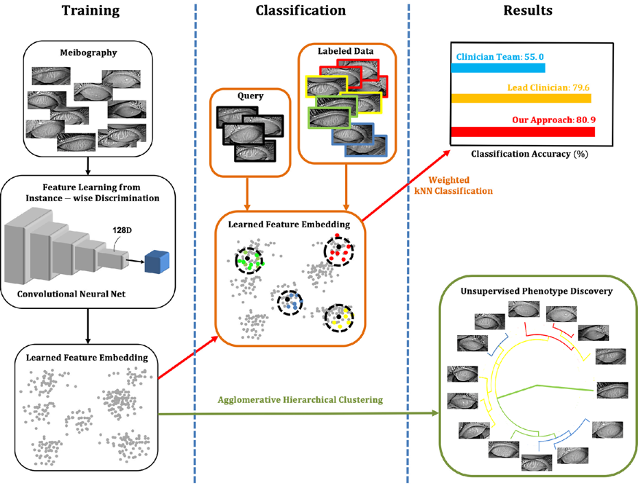 Training
Classification
Results
Meibography
Feature Learning from
Instance – wise Discrimination
128D
Convolutional Neural Net
Learned Feature Embedding
Query
Labeled Data
Learned Feature Embedding
Weighted
kNN Classification
Agglomerative Hierarchical Clustering
Clinician Team: 55.0
Lead Clinician: 79.6
Our Approach: 80.9
Classification Accuracy (%)
Unsupervised Phenotype Discovery